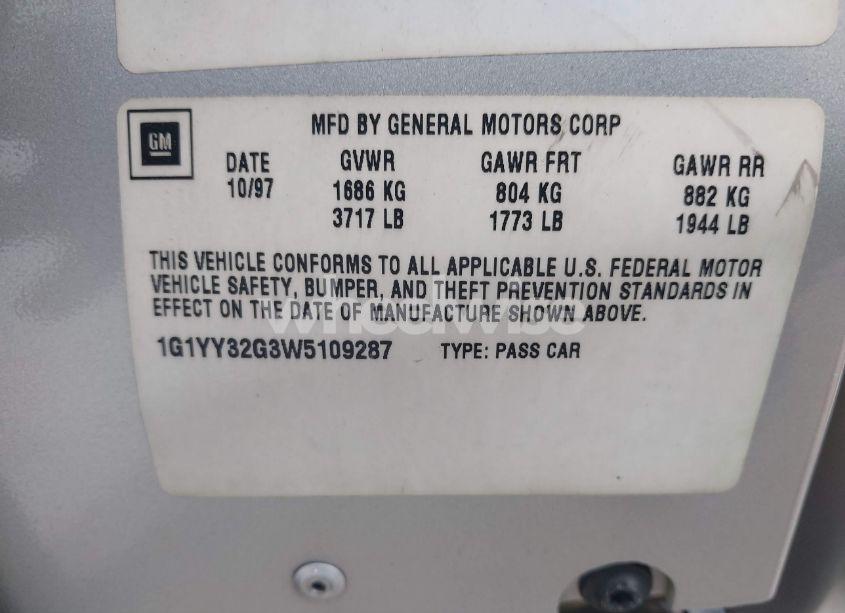 GM
MFD BY GENERAL MOTORS CORP
DATE GVWR GAWR FRT GAWR RR
10/97 1686 KG 804 KG 882 KG
3717 LB 1773 LB 1944 LB
THIS VEHICLE CONFORMS TO ALL APPLICABLE U.S. FEDERAL MOTOR
VEHICLE SAFETY, BUMPER, AND THEFT PREVENTION STANDARDS IN
EFFECT ON THE DATE OF MANUFACTURE SHOWN ABOVE.
wheelwise
1G1YY32G3W5109287 TYPE: PASS CAR